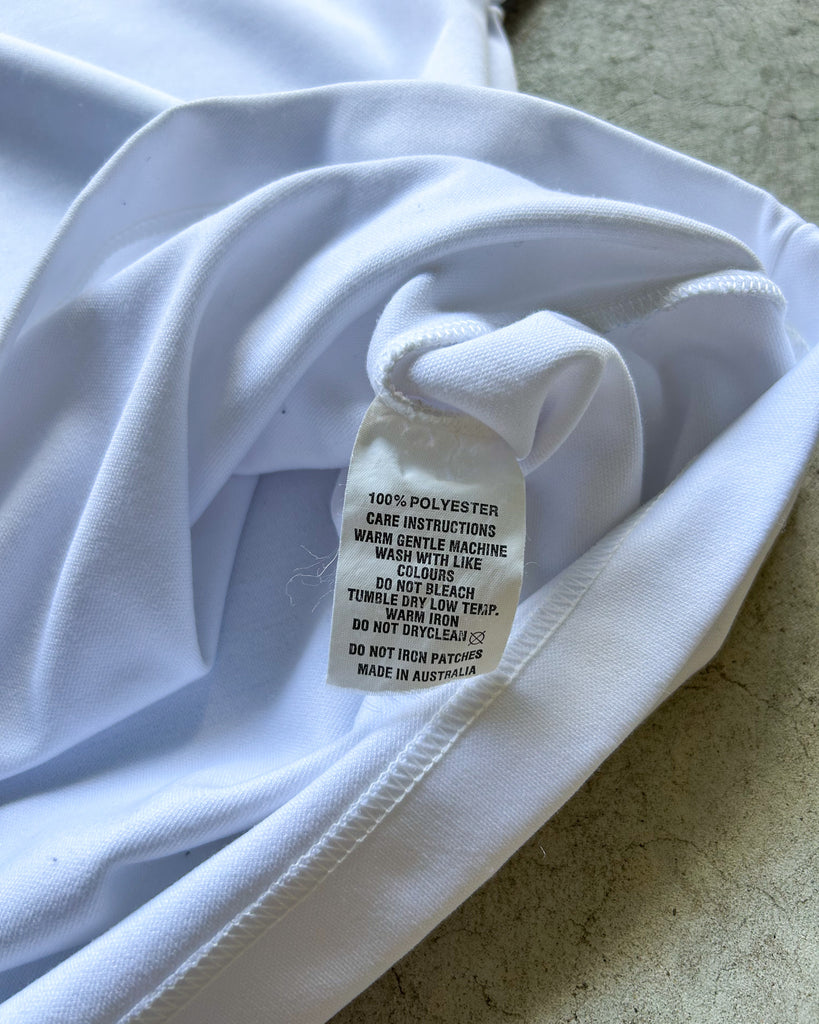 100% POLYESTER
CARE INSTRUCTIONS
WARM GENTLE MACHINE
WASH WITH LIKE
COLOURS
DO NOT BLEACH
TUMBLE DRY LOW TEMP.
WARM IRON
DO NOT DRYCLEAN
DO NOT IRON PATCHES
MADE IN AUSTRALIA